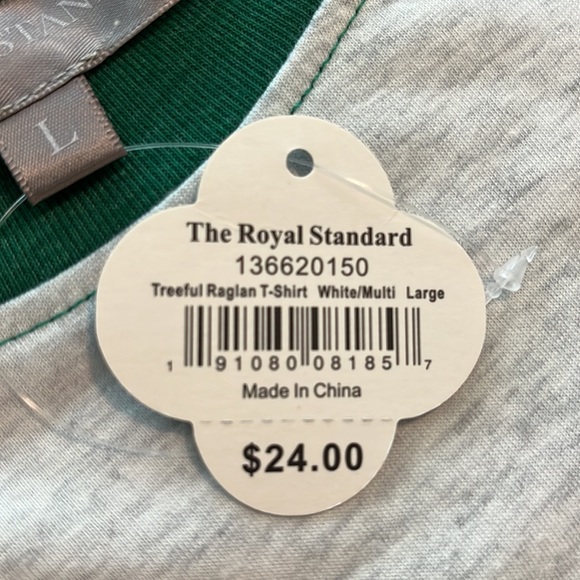 STAN
L
The Royal Standard
136620150
Treeful Raglan T-Shirt White/Multi Large
1 91080 08185 7
Made In China
$24.00